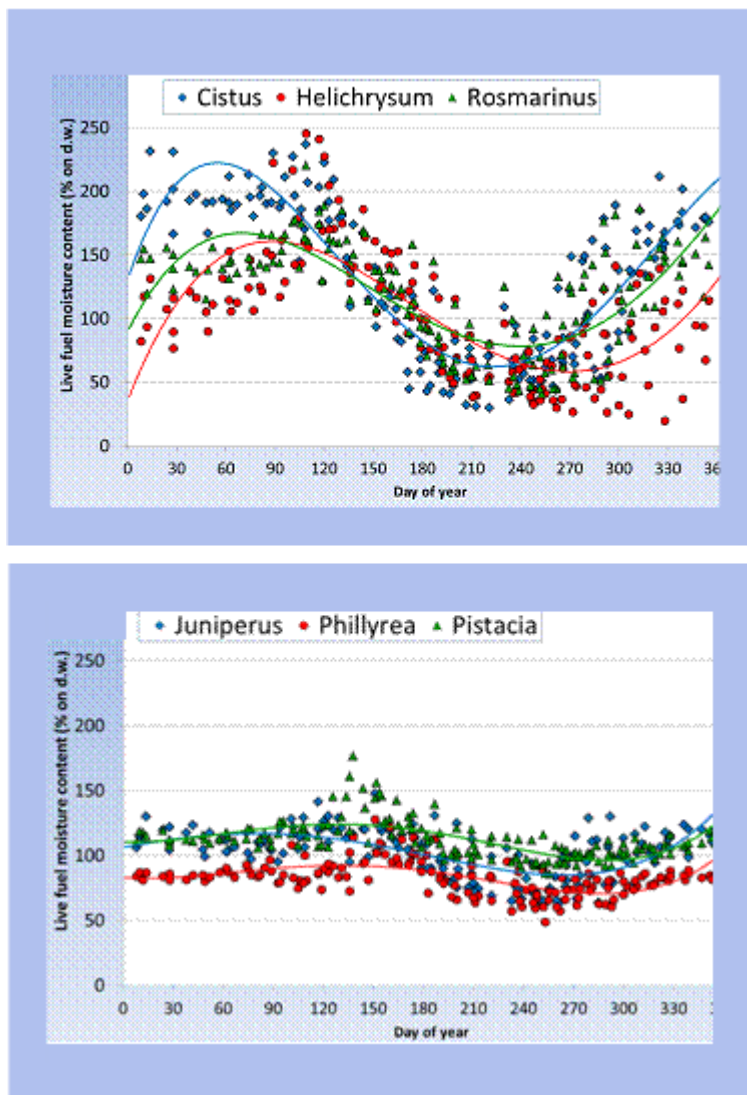 Cistus Helichrysum Rosmarinus
Live fuel moisture content (% on d.w.)
250
200
150
100
50
0
0 30 60 90 120 150 180 210 240 270 300 330 36
Day of year
Juniperus Phillyrea Pistacia
Live fuel moisture content (% on d.w.)
250
200
150
100
50
0
0 30 60 90 120 150 180 210 240 270 300 330
Day of year